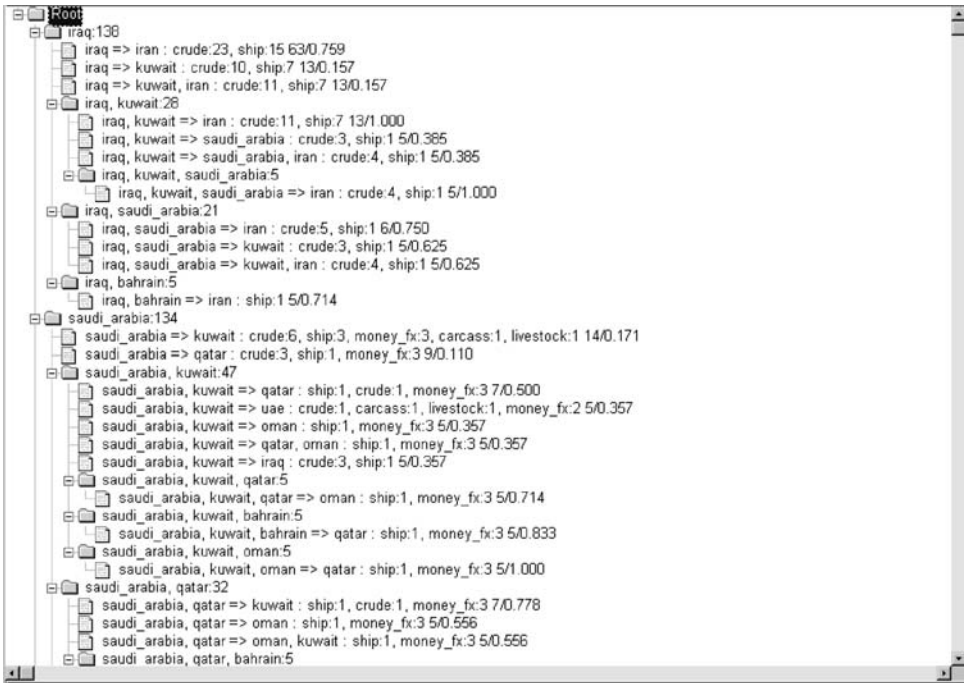 Root
iraq:138
iraq => iran : crude:23, ship:15 63/0.759
iraq => kuwait : crude:10, ship:7 13/0.157
iraq => kuwait, iran : crude:11, ship:7 13/0.157
iraq, kuwait:28
iraq, kuwait => iran : crude:11, ship:7 13/1.000
iraq, kuwait => saudi_arabia : crude:3, ship:1 5/0.385
iraq, kuwait => saudi_arabia, iran : crude:4, ship:1 5/0.385
iraq, kuwait, saudi_arabia:5
iraq, kuwait, saudi_arabia => iran : crude:4, ship:1 5/1.000
iraq, saudi_arabia:21
iraq, saudi_arabia => iran : crude:5, ship:1 6/0.750
iraq, saudi_arabia => kuwait : crude:3, ship:1 5/0.625
iraq, saudi_arabia => kuwait, iran : crude:4, ship:1 5/0.625
iraq, bahrain:5
iraq, bahrain => iran : ship:1 5/0.714
saudi_arabia:134
saudi_arabia => kuwait : crude:6, ship:3, money_fx:3, carcass:1, livestock:1 14/0.171
saudi_arabia => qatar : crude:3, ship:1, money_fx:3 9/0.110
saudi_arabia, kuwait:47
saudi_arabia, kuwait => qatar : ship:1, crude:1, money_fx:3 7/0.500
saudi_arabia, kuwait => uae : crude:1, carcass:1, livestock:1, money_fx:2 5/0.357
saudi_arabia, kuwait => oman : ship:1, money_fx:3 5/0.357
saudi_arabia, kuwait => qatar, oman : ship:1, money_fx:3 5/0.357
saudi_arabia, kuwait => iraq : crude:3, ship:1 5/0.357
saudi_arabia, kuwait, qatar:5
saudi_arabia, kuwait, qatar => oman : ship:1, money_fx:3 5/0.714
saudi_arabia, kuwait, bahrain:5
saudi_arabia, kuwait, bahrain => qatar : ship:1, money_fx:3 5/0.833
saudi_arabia, kuwait, oman:5
saudi_arabia, kuwait, oman => qatar : ship:1, money_fx:3 5/1.000
saudi_arabia, qatar:32
saudi_arabia, qatar => kuwait : ship:1, crude:1, money_fx:3 7/0.778
saudi_arabia, qatar => oman : ship:1, money_fx:3 5/0.556
saudi_arabia, qatar => oman, kuwait : ship:1, money_fx:3 5/0.556
saudi_arabia, qatar, bahrain:5